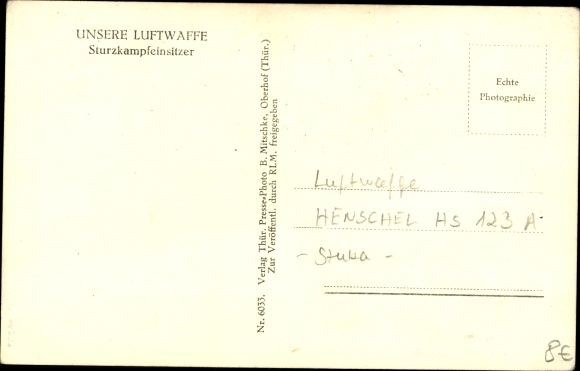 UNSERE LUFTWAFFE
Sturzkampfeinsitzer
Nr. 6033. Verlag Thür. Presse-Photo B. Mitschke, Oberhof (Thür.)
Zur Veröffentl. durch RLM. freigegeben
Echte
Photographie
Luftwaffe
HENSCHEL HS 123 A
- Stuka -
8€